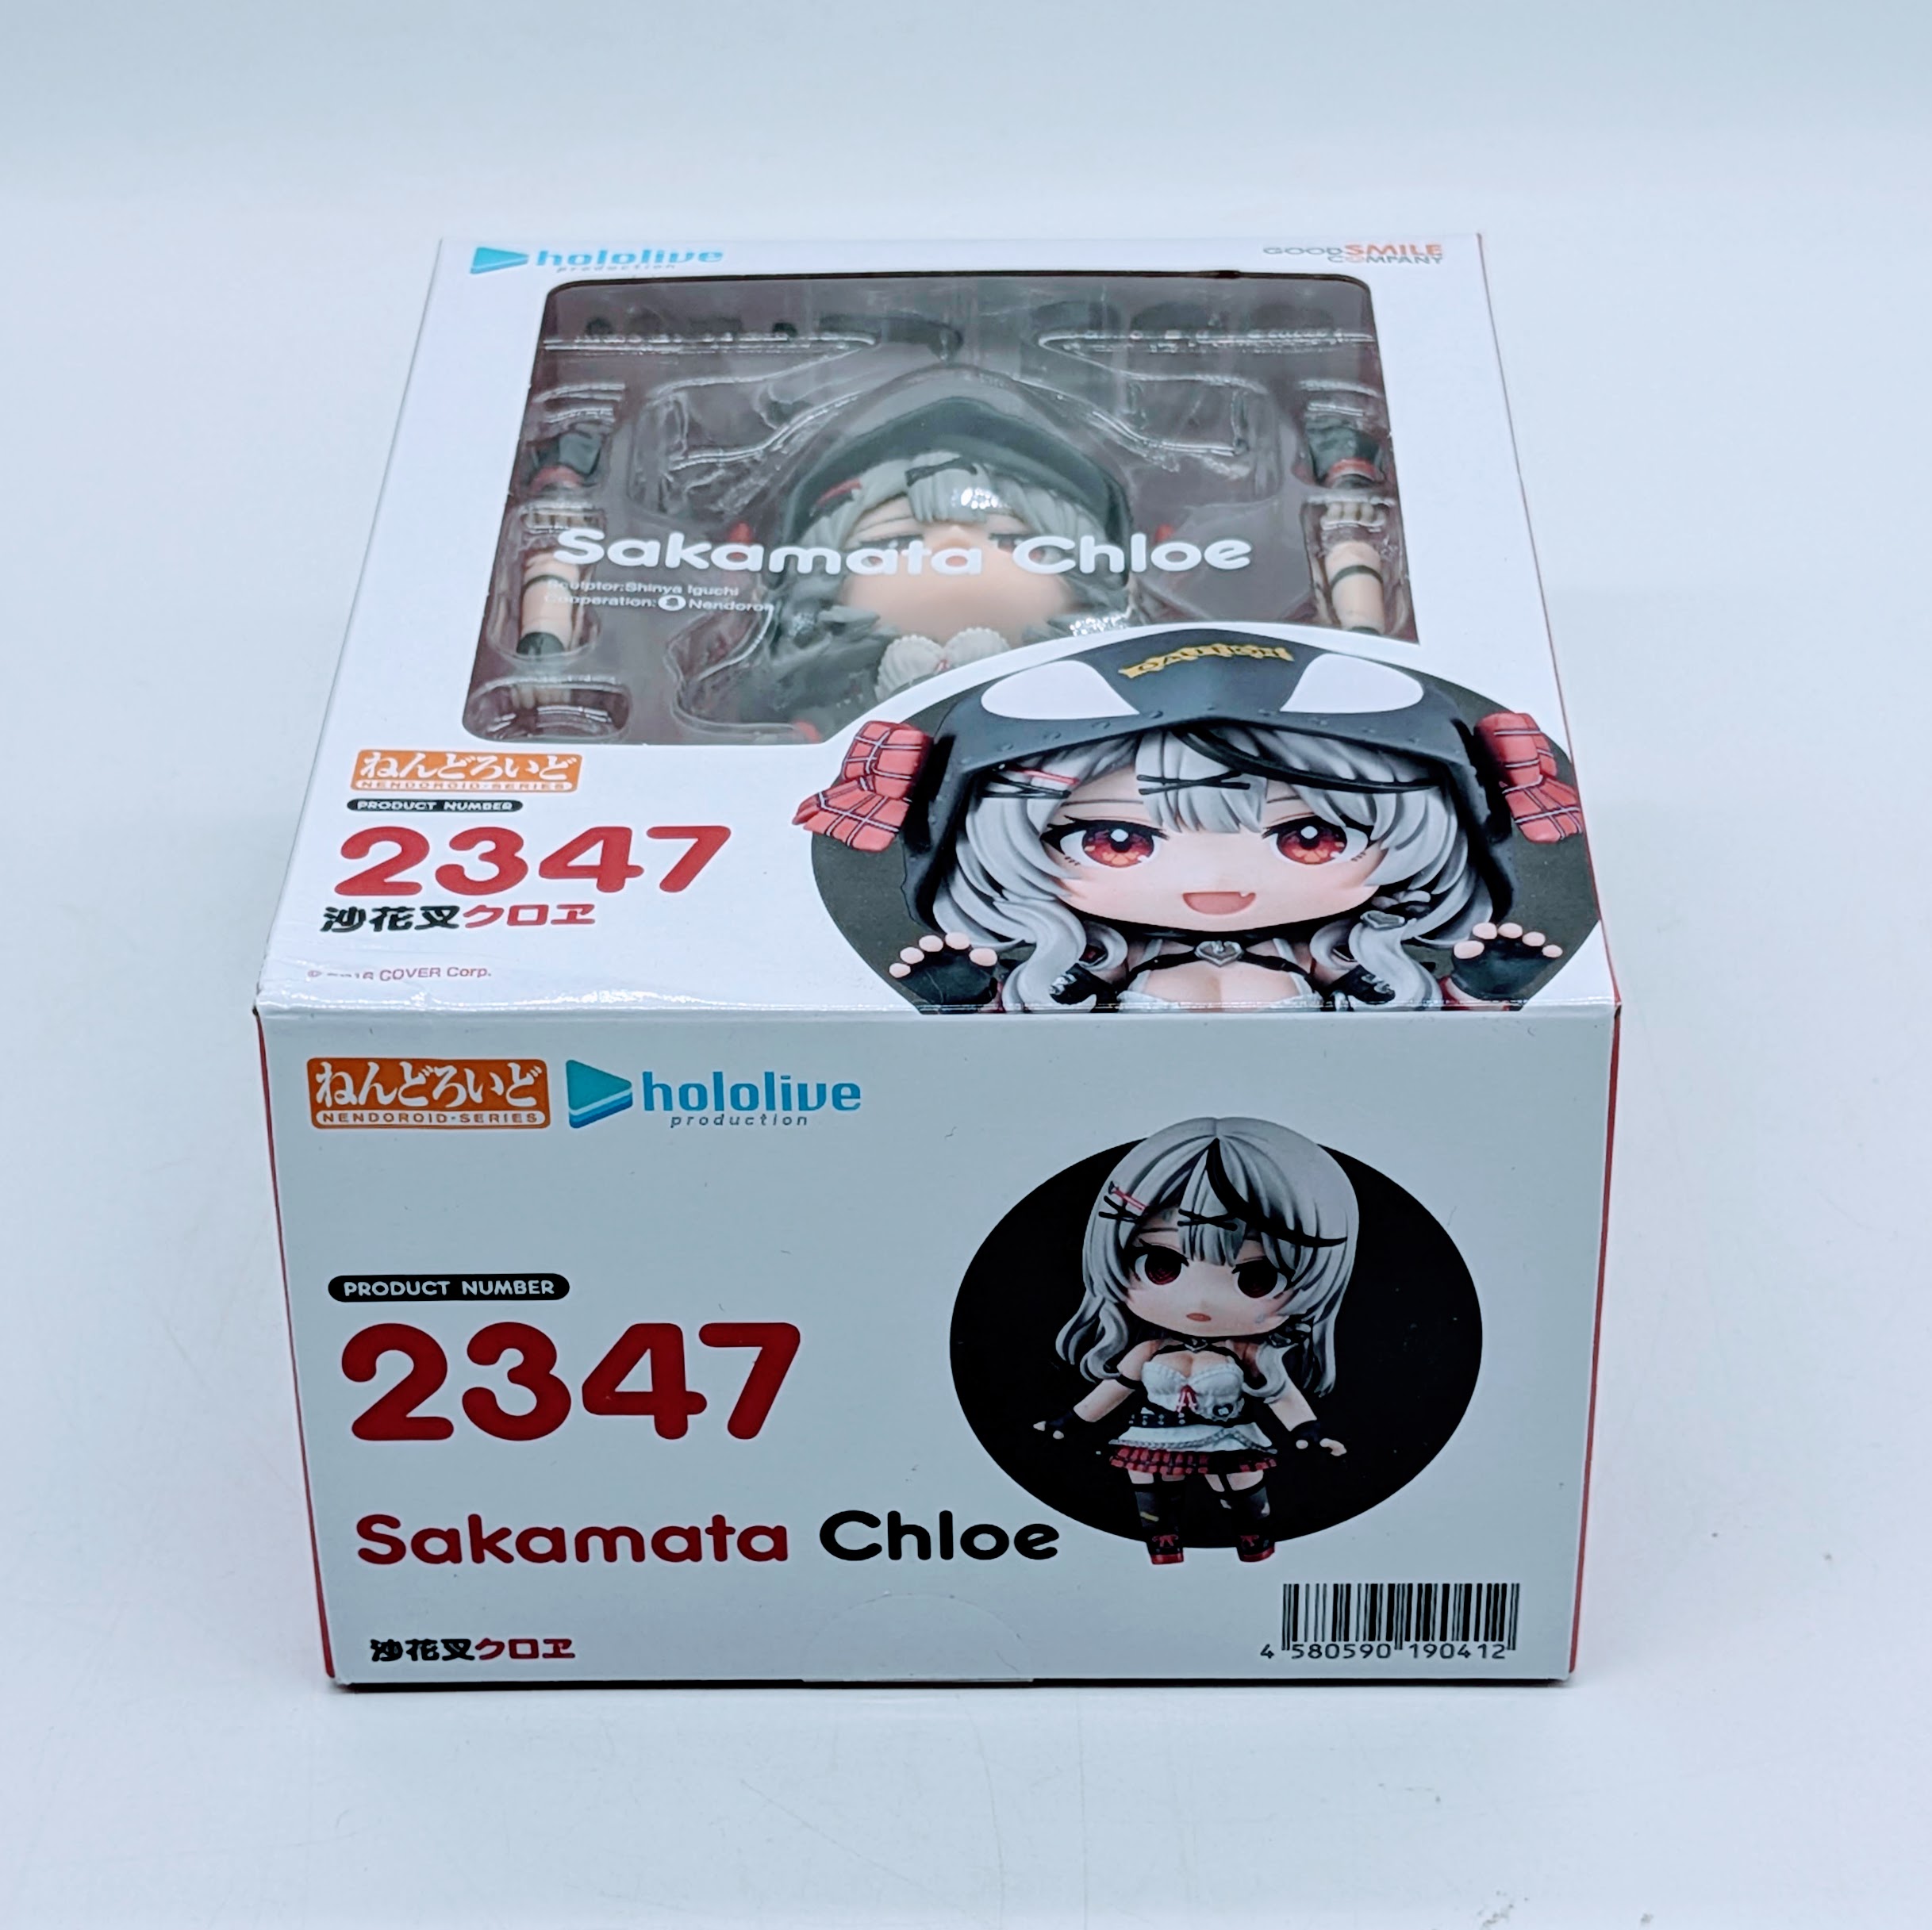 hololive
production
GOODSMILE
COMPANY
Sakamata Chloe
Sculptor:Shinya Iguchi
Cooperation: Nendoron
ねんどろいど
NENDOROID·SERIES
PRODUCT NUMBER
2347
沙花叉クロヱ
COVER Corp.
ねんどろいど
NENDOROID·SERIES
hololive
production
PRODUCT NUMBER
2347
Sakamata Chloe
沙花叉クロヱ
4 580590 190412